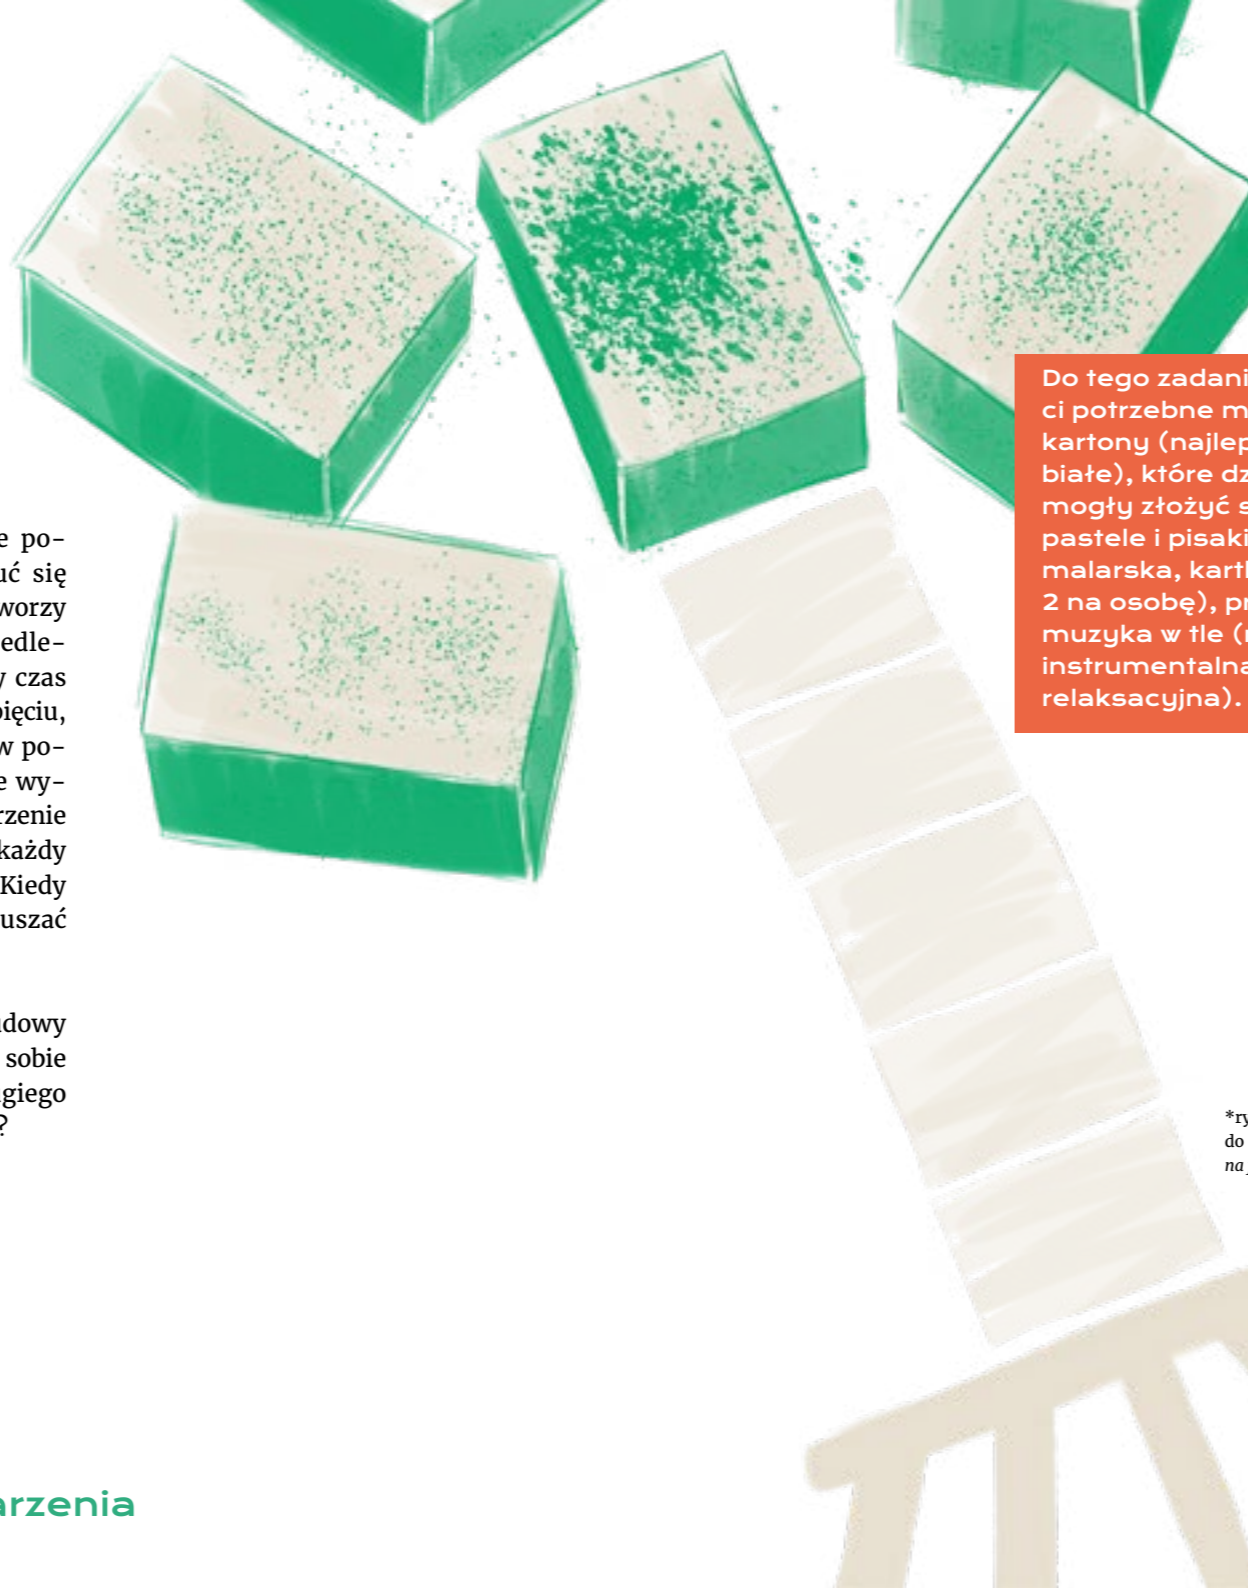 e po-
uć się
worzy
edle-
y czas
pięciu,
w po-
e wy-
rzenie
każdy
Kiedy
uszać
udowy
sobie
giego
?
arzenia
Do tego zadani
ci potrzebne m
kartony (najlep
białe), które dz
mogły złożyć s
pastele i pisaki
malarska, kartl
2 na osobę), pr
muzyka w tle (
instrumentalna
relaksacyjna).
*ry
do
na